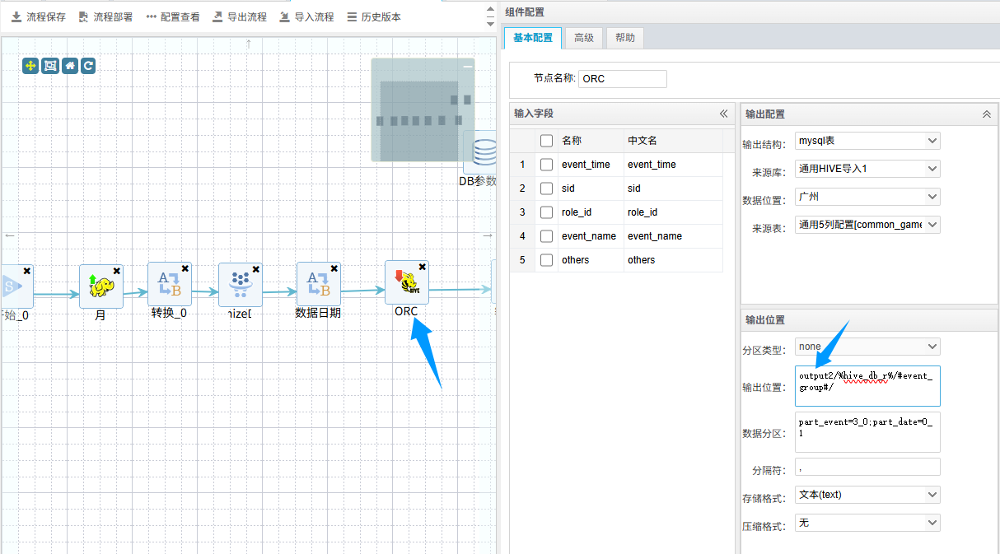 流程保存 流程部署 配置查看 导出流程 导入流程 历史版本
DB参数
始_0
月
转换_0
nize[
数据日期
ORC
组件配置
基本配置 高级 帮助
节点名称: ORC
输入字段
名称 中文名
1 event_time event_time
2 sid sid
3 role_id role_id
4 event_name event_name
5 others others
输出配置
输出结构: mysql表
来源库: 通用HIVE导入1
数据位置: 广州
来源表: 通用5列配置[common_game
输出位置
分区类型: none
输出位置: output2/%hive_db_r%/#event_
group#/
数据分区: part_event=3_0;part_date=0_
1
分隔符: ,
存储格式: 文本(text)
压缩格式: 无